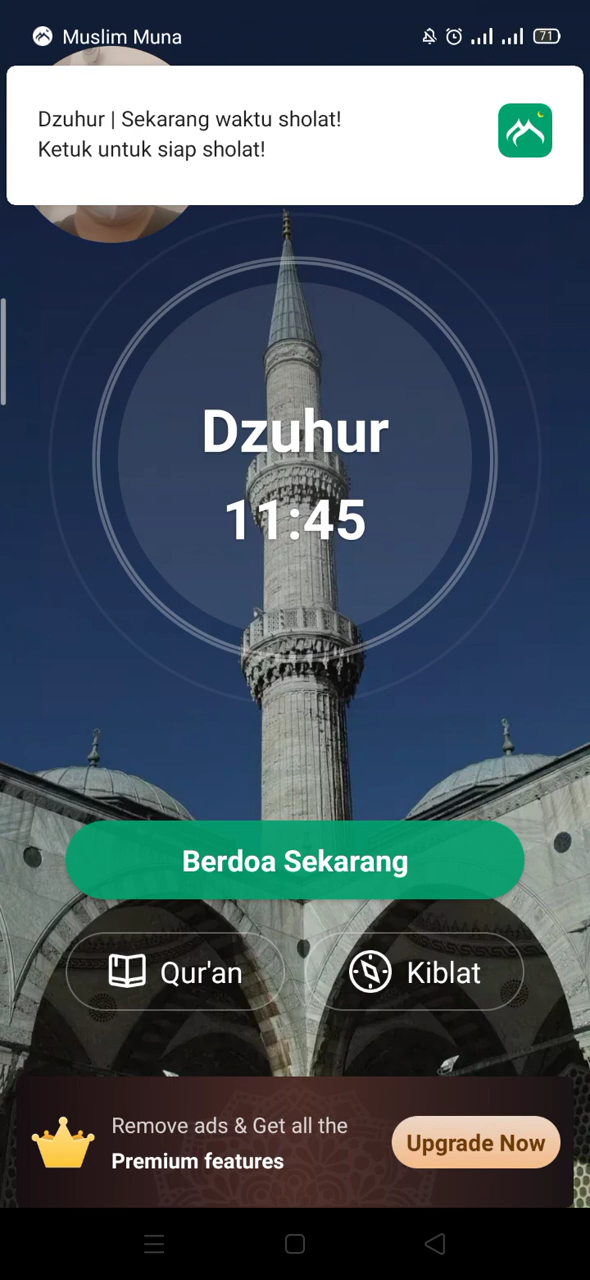 Muslim Muna
71
Dzuhur | Sekarang waktu sholat!
Ketuk untuk siap sholat!
Dzuhur
11:45
Berdoa Sekarang
Qur'an
Kiblat
Remove ads & Get all the
Premium features
Upgrade Now